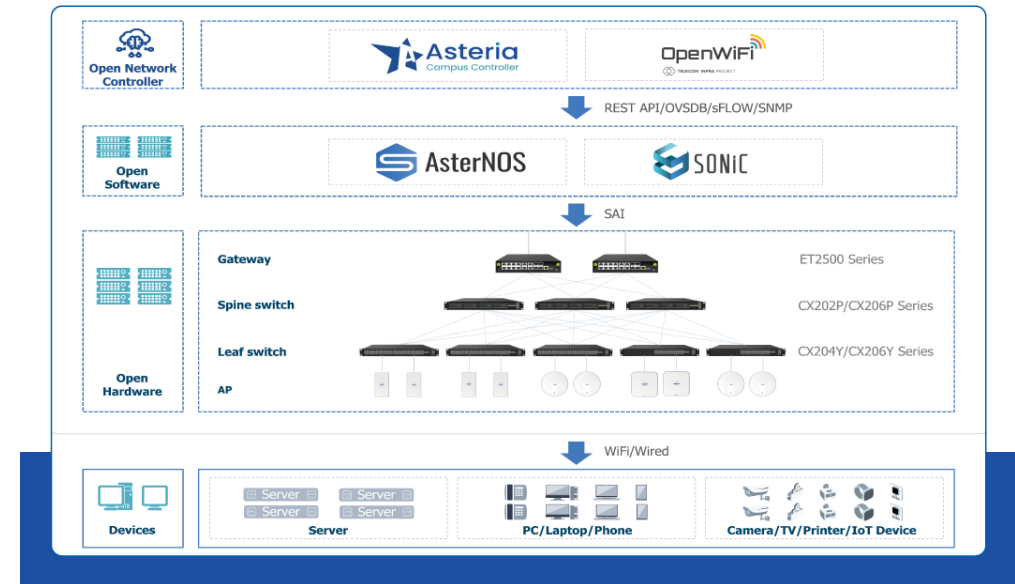 Open Network
Controller
Asteria
Campus Controller
OpenWiFi
TELECOM INFRA PROJECT
REST API/OVSDB/sFLOW/SNMP
Open
Software
AsterNOS
SONiC
SAI
Open
Hardware
Gateway
ET2500 Series
Spine switch
CX202P/CX206P Series
Leaf switch
CX204Y/CX206Y Series
AP
WiFi/Wired
Devices
Server Server
Server Server
Server
PC/Laptop/Phone
Camera/TV/Printer/IoT Device